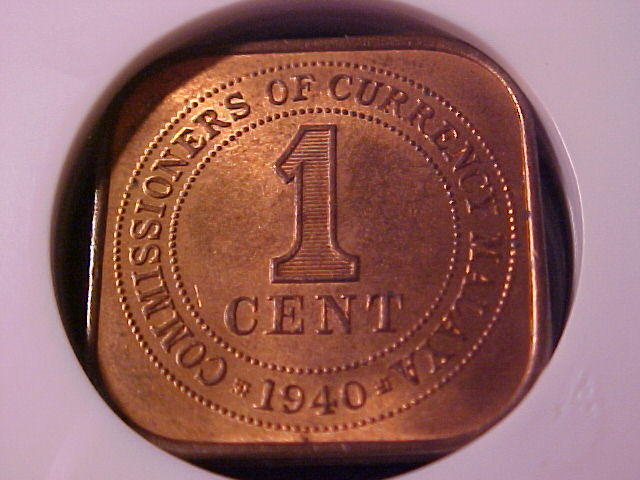 COMMISSIONERS OF CURRENCY MALAYA
1
CENT
1940